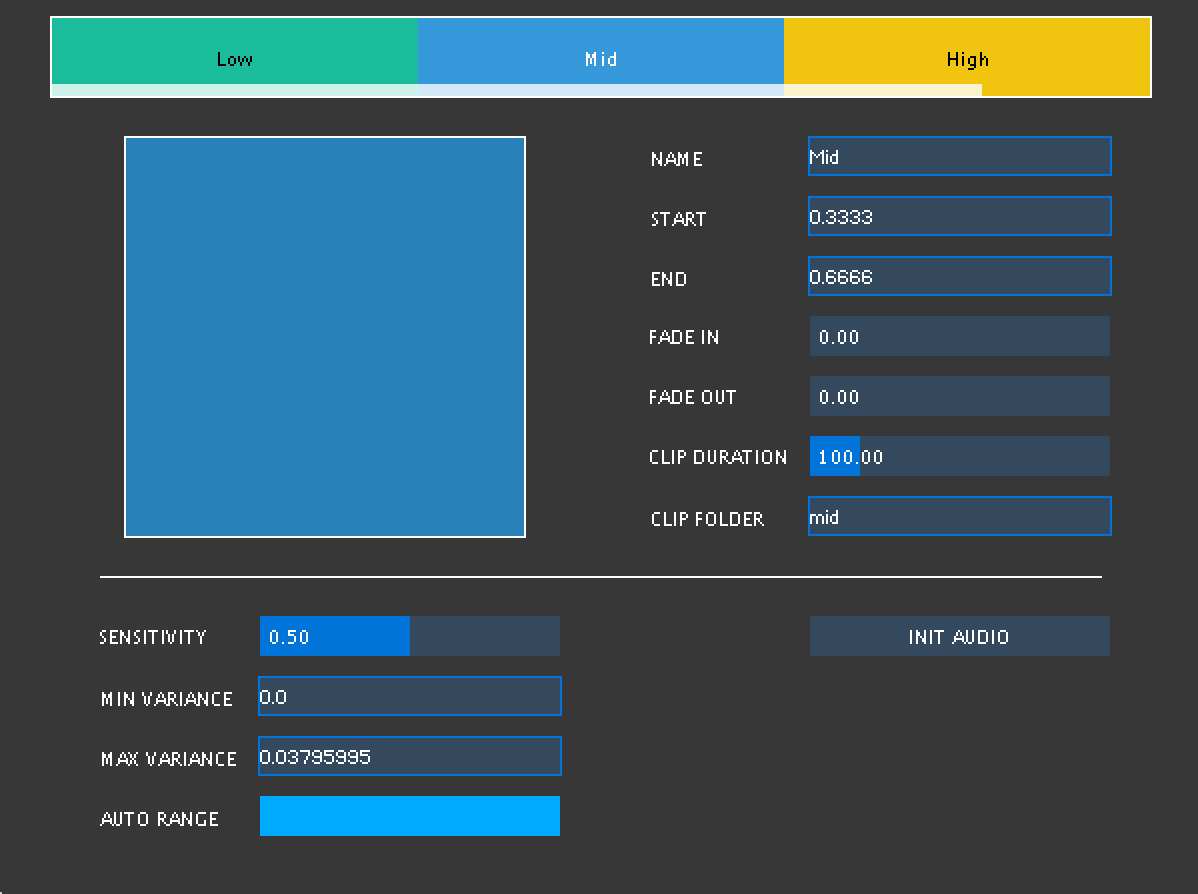 Low Mid High
NAME Mid
START 0.3333
END 0.6666
FADE IN 0.00
FADE OUT 0.00
CLIP DURATION 100.00
CLIP FOLDER mid
SENSITIVITY 0.50 INIT AUDIO
MIN VARIANCE 0.0
MAX VARIANCE 0.03795995
AUTO RANGE